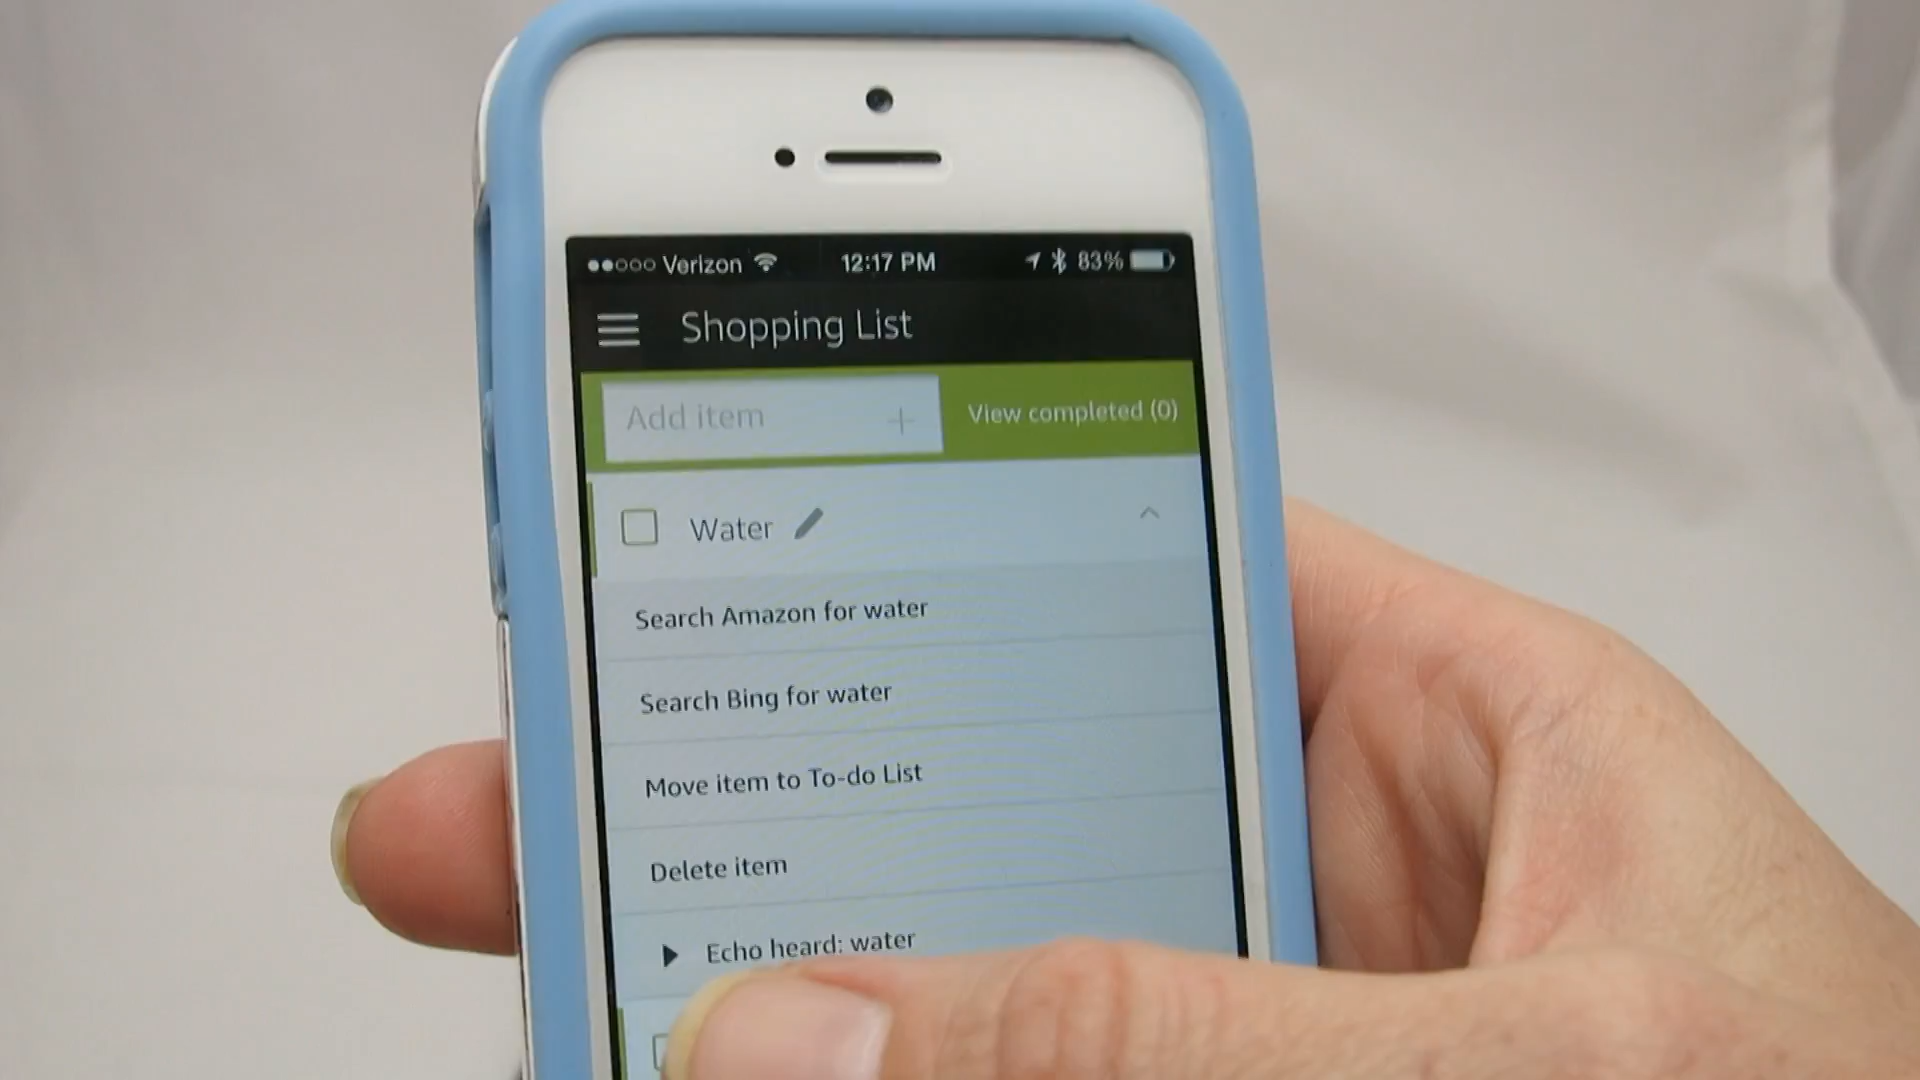 Verizon 12:17 PM 83%
Shopping List
Add item + View completed (0)
Water
Search Amazon for water
Search Bing for water
Move item to To-do List
Delete item
Echo heard: water